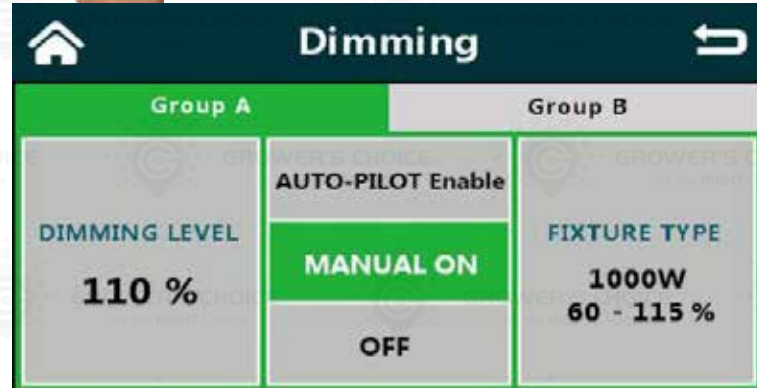 Dimming
Group A
Group B
DIMMING LEVEL
110 %
AUTO-PILOT Enable
MANUAL ON
OFF
FIXTURE TYPE
1000W
60 - 115 %